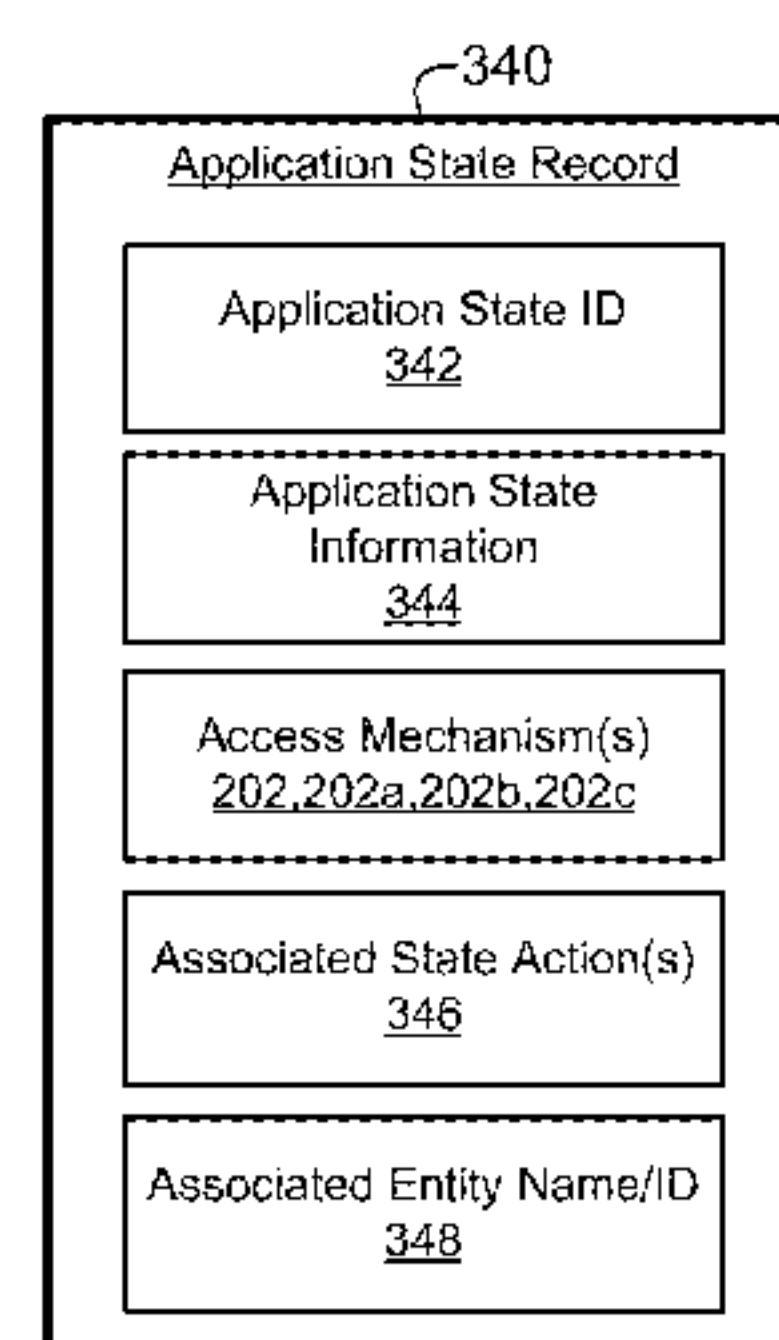 340
Application State Record
Application State ID
342
Application State
Information
344
Access Mechanism(s)
202,202a,202b,202c
Associated State Action(s)
346
Associated Entity Name/ID
348